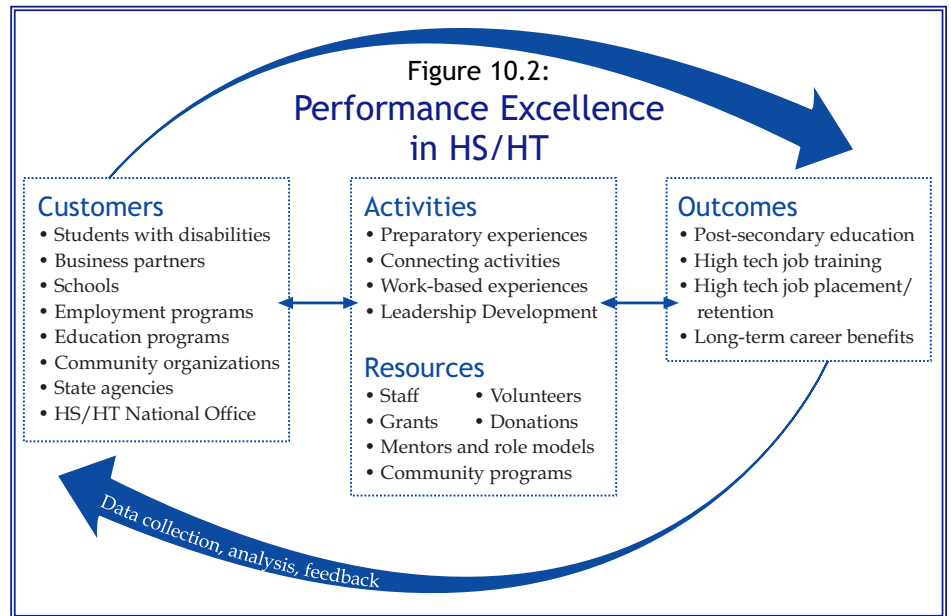 Figure 10.2:
Performance Excellence
in HS/HT
Customers
• Students with disabilities
• Business partners
• Schools
• Employment programs
• Education programs
• Community organizations
• State agencies
• HS/HT National Office
Activities
• Preparatory experiences
• Connecting activities
• Work-based experiences
• Leadership Development
Resources
• Staff • Volunteers
• Grants • Donations
• Mentors and role models
• Community programs
Outcomes
• Post-secondary education
• High tech job training
• High tech job placement/
retention
• Long-term career benefits
Data collection, analysis, feedback